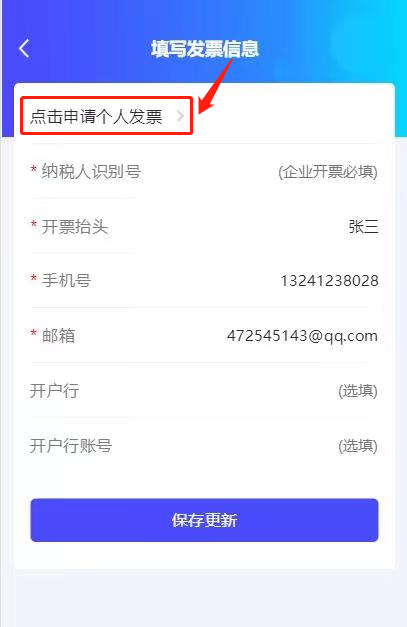 填写发票信息
点击申请个人发票
* 纳税人识别号 (企业开票必填)
* 开票抬头 张三
* 手机号 13241238028
* 邮箱 472545143@qq.com
开户行 (选填)
开户行账号 (选填)
保存更新